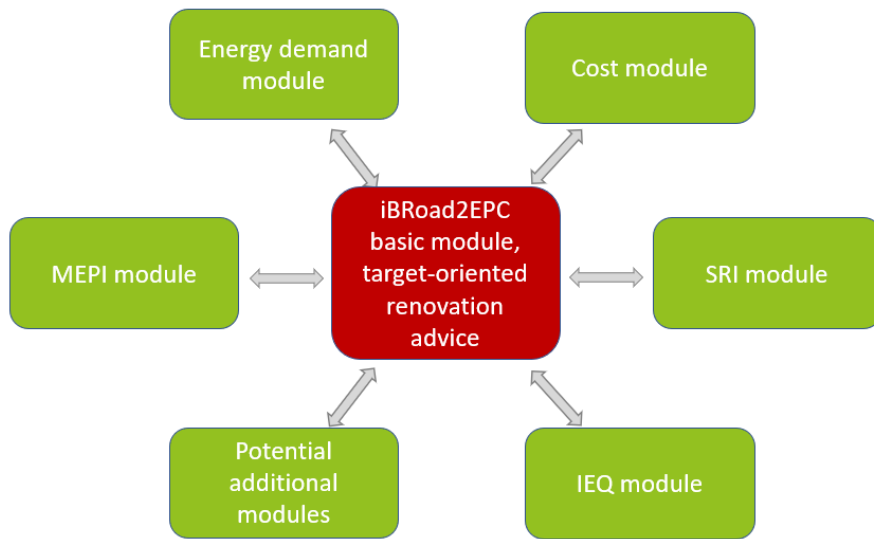 Energy demand
module
Cost module
iBRoad2EPC
basic module,
target-oriented
renovation
advice
MEPI module
SRI module
Potential
additional
modules
IEQ module